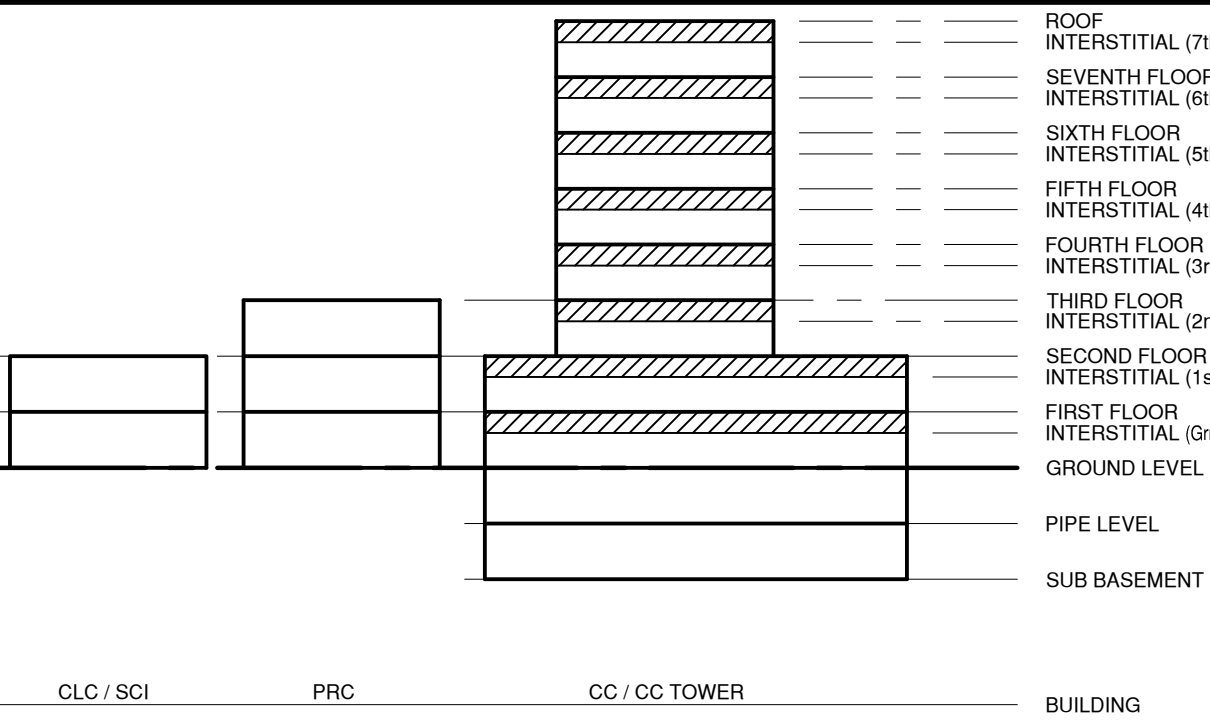 ROOF
INTERSTITIAL (7t
SEVENTH FLOOR
INTERSTITIAL (6t
SIXTH FLOOR
INTERSTITIAL (5t
FIFTH FLOOR
INTERSTITIAL (4t
FOURTH FLOOR
INTERSTITIAL (3r
THIRD FLOOR
INTERSTITIAL (2n
SECOND FLOOR
INTERSTITIAL (1s
FIRST FLOOR
INTERSTITIAL (Gr
GROUND LEVEL
PIPE LEVEL
SUB BASEMENT
CLC / SCI PRC CC / CC TOWER
BUILDING